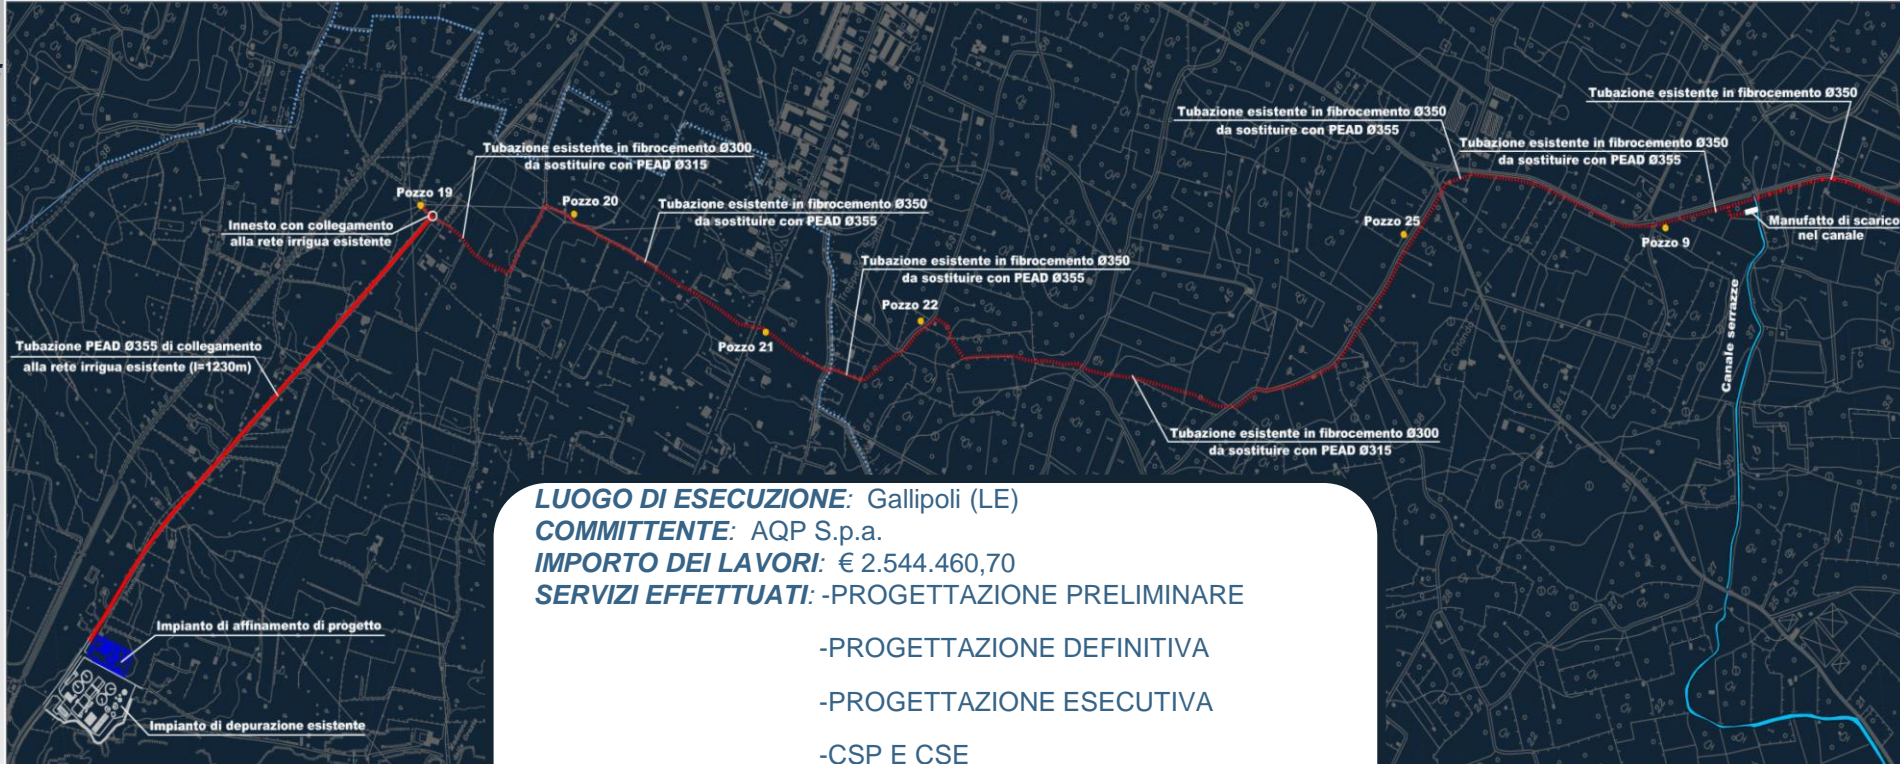 Tubazione esistente in fibrocemento Ø350
Tubazione esistente in fibrocemento Ø350
da sostituire con PEAD Ø355
Tubazione esistente in fibrocemento Ø350
da sostituire con PEAD Ø355
Tubazione esistente in fibrocemento Ø300
da sostituire con PEAD Ø315
Pozzo 19
Pozzo 20
Tubazione esistente in fibrocemento Ø350
da sostituire con PEAD Ø355
Innesto con collegamento
alla rete irrigua esistente
Pozzo 25
Manufatto di scarico
nel canale
Pozzo 9
Tubazione esistente in fibrocemento Ø350
da sostituire con PEAD Ø355
Pozzo 22
Canale serrazze
Pozzo 21
Tubazione PEAD Ø355 di collegamento
alla rete irrigua esistente (l=1230m)
Tubazione esistente in fibrocemento Ø300
da sostituire con PEAD Ø315
LUOGO DI ESECUZIONE: Gallipoli (LE)
COMMITTENTE: AQP S.p.a.
IMPORTO DEI LAVORI: € 2.544.460,70
SERVIZI EFFETTUATI: -PROGETTAZIONE PRELIMINARE
-PROGETTAZIONE DEFINITIVA
-PROGETTAZIONE ESECUTIVA
-CSP E CSE
Impianto di affinamento di progetto
Impianto di depurazione esistente